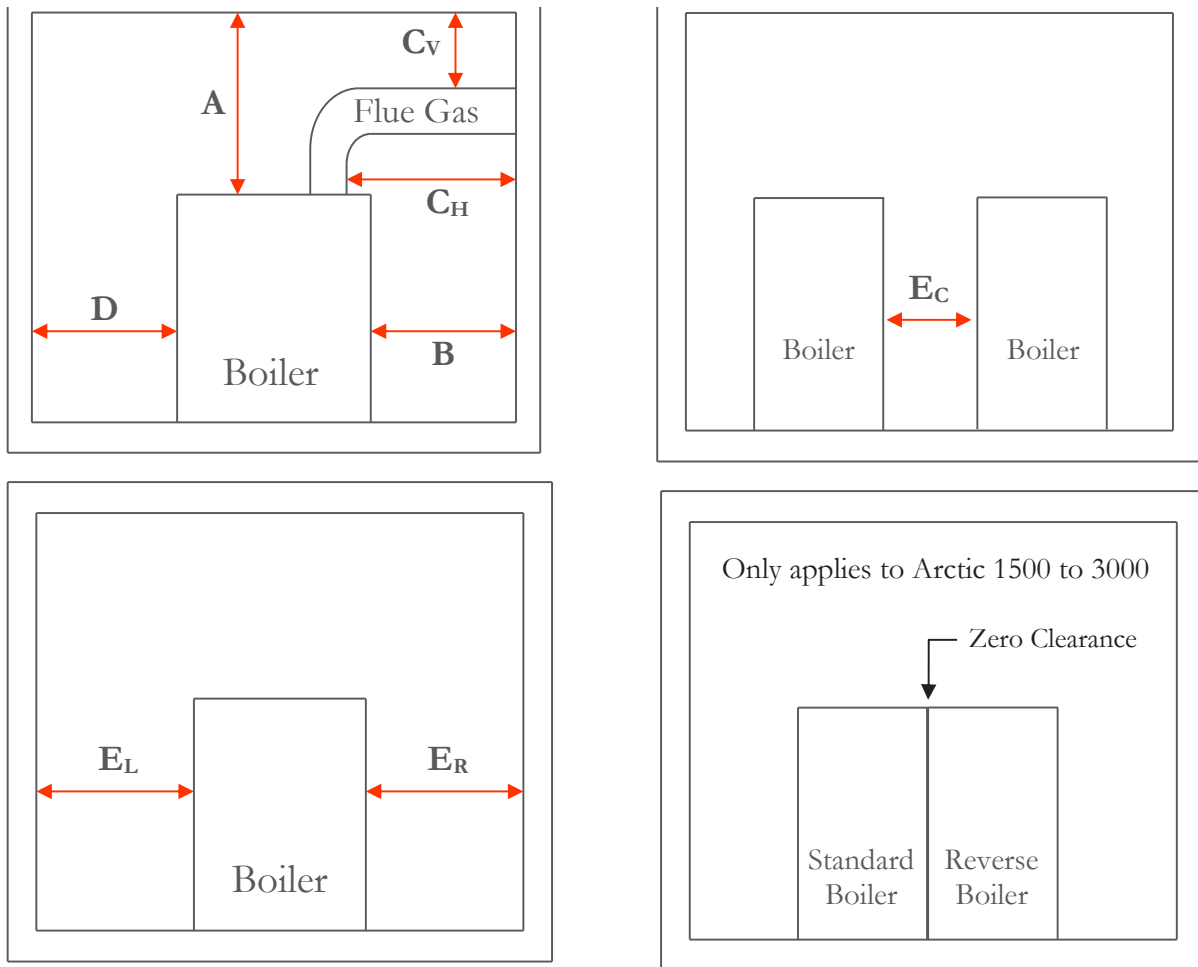 CV
A
Flue Gas
CH
D
B
Boiler
EC
Boiler
Boiler
EL
ER
Boiler
Only applies to Arctic 1500 to 3000
Zero Clearance
Standard
Boiler
Reverse
Boiler